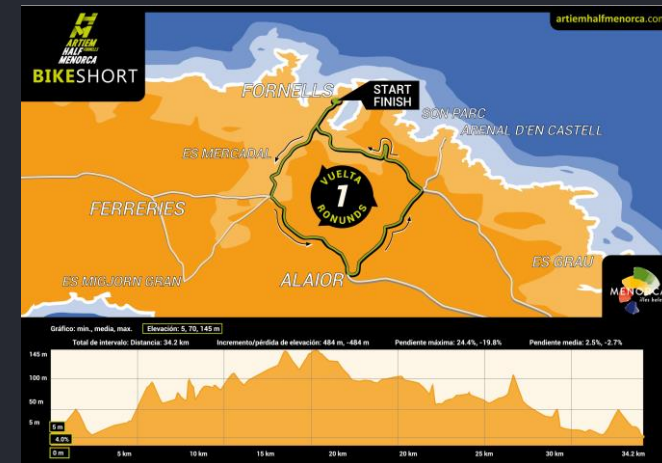 HM
ARTIEM
HALF
MENORCA
BIKESHORT
artiemhalfmenorca.com
FORNELLS
START
FINISH
SON PARC
ARENAL D'EN CASTELL
ES MERCADAL
VUELTA
1
RONUNDS
FERRERIES
ES GRAU
ES MIGJORN GRAN
ALAIOR
MENORCA
Gráfico: min., media, max. Elevación: 5, 70, 145 m
Total de intervalo: Distancia: 34.2 km Incremento/pérdida de elevación: 484 m, -484 m Pendiente máxima: 24.4%, -19.8% Pendiente media: 2.5%, -2.7%
145 m
100 m
50 m
5 m
5 m
4.0%
0 m 5 km 10 km 15 km 20 km 20 km 25 km 30 km 34.2 km